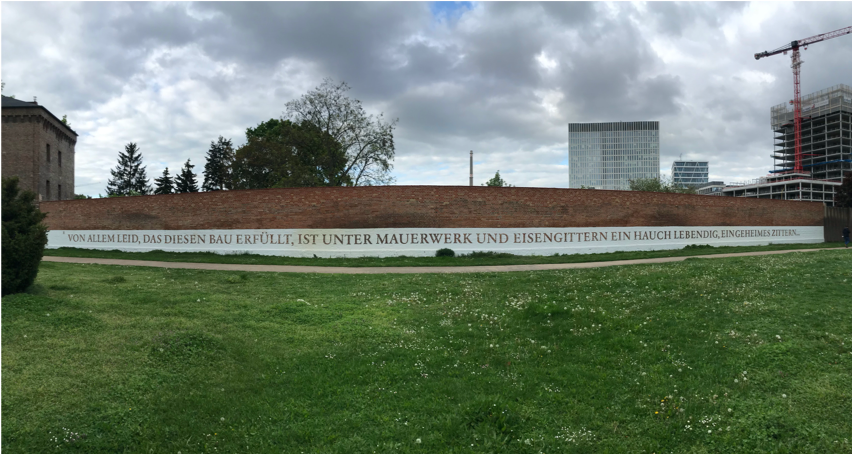 VON ALLEM LEID, DAS DIESEN BAU ERFÜLLT, IST UNTER MAUERWERK UND EISENGITTERN EIN HAUCH LEBENDIG, EIN GEHEIMES ZITTERN...